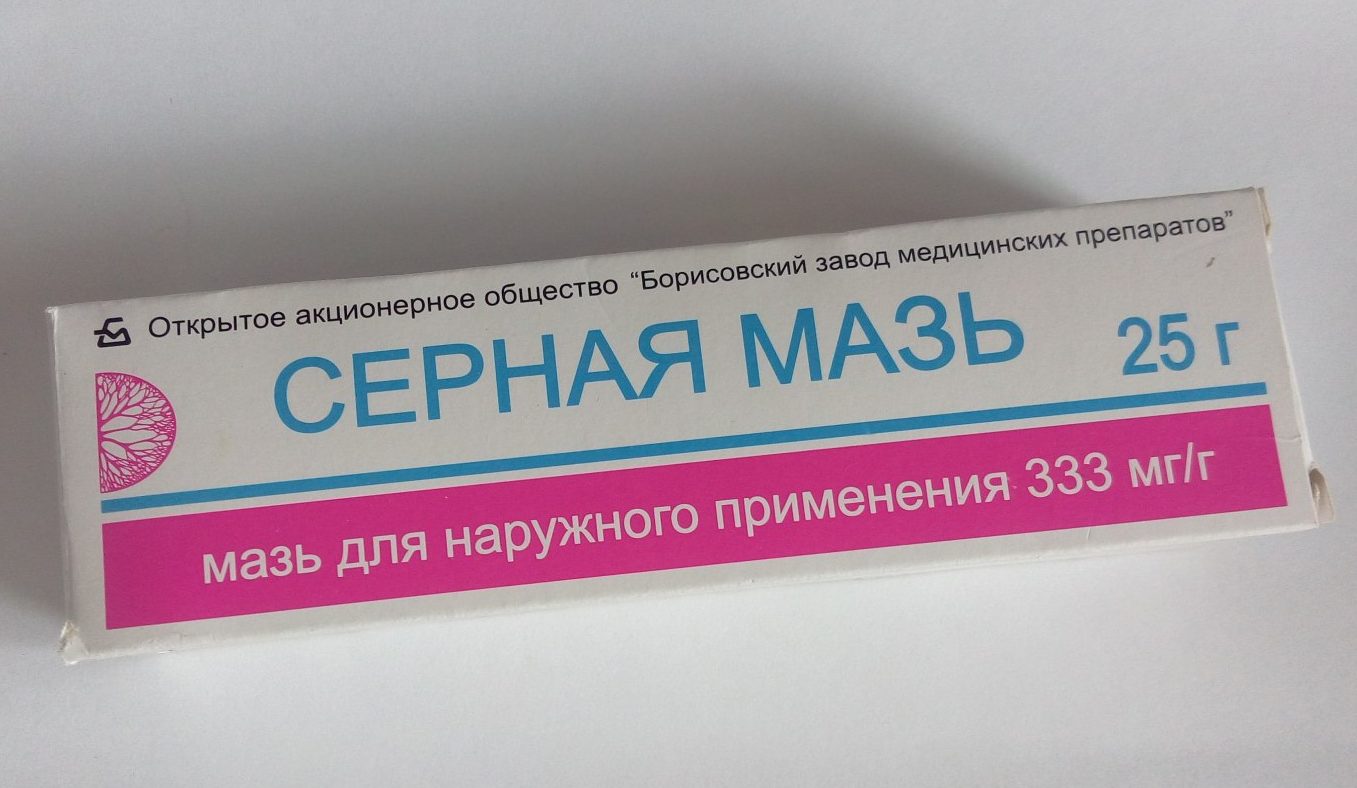 Открытое акционерное общество “Борисовский завод медицинских препаратов”
СЕРНАЯ МАЗЬ 25 г
мазь для наружного применения 333 мг/г